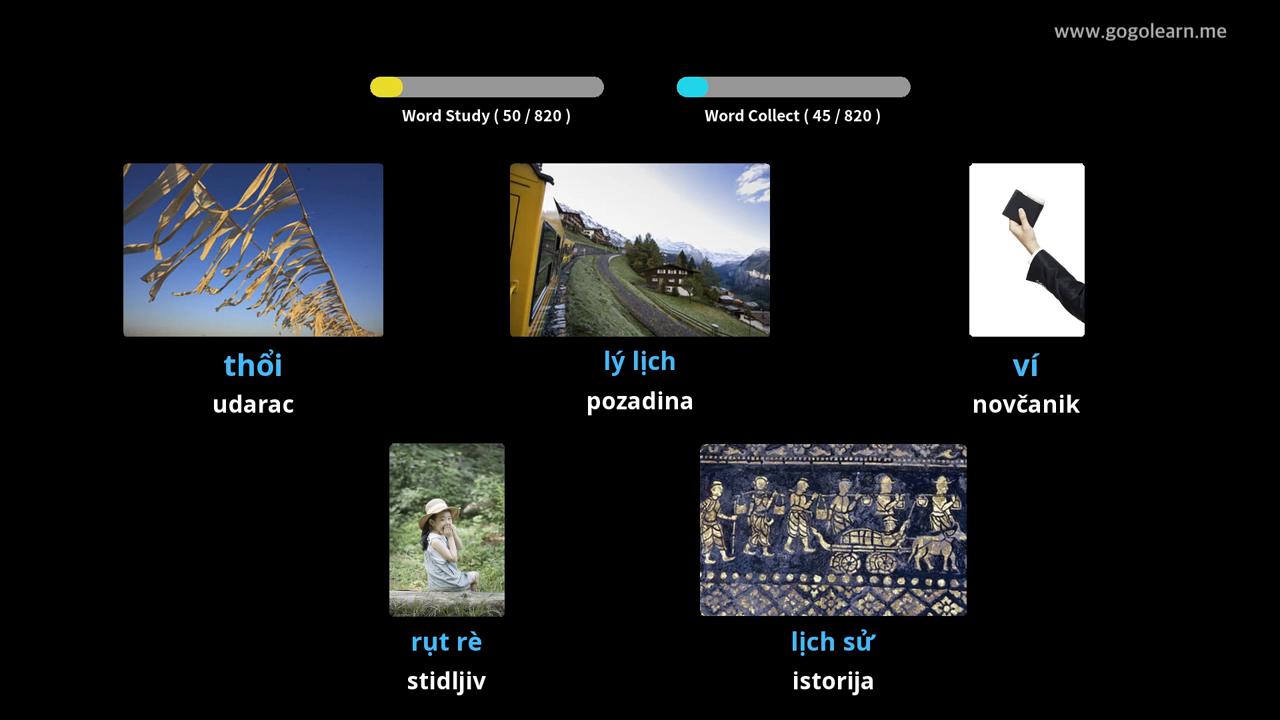 www.gogolearn.me
Word Study ( 50 / 820 )
Word Collect ( 45 / 820 )
thổi
udarac
lý lịch
pozadina
ví
novčanik
rụt rè
stidljiv
lịch sử
istorija